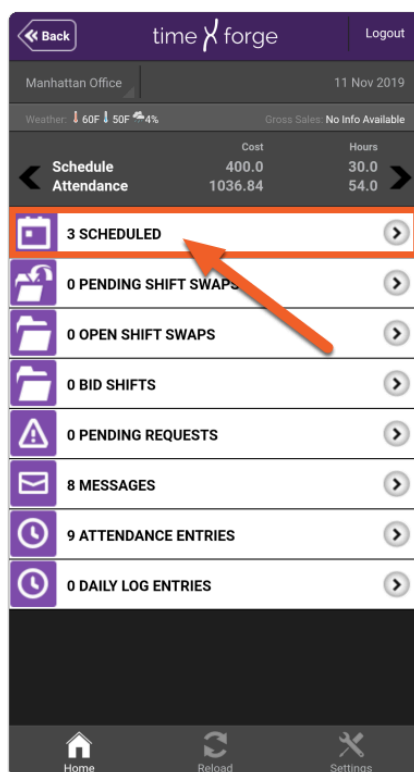 Back time forge Logout
Manhattan Office 11 Nov 2019
Weather: 60F 50F 4% Gross Sales: No Info Available
Cost Hours
Schedule 400.0 30.0
Attendance 1036.84 54.0
3 SCHEDULED
0 PENDING SHIFT SWAPS
0 OPEN SHIFT SWAPS
0 BID SHIFTS
0 PENDING REQUESTS
8 MESSAGES
9 ATTENDANCE ENTRIES
0 DAILY LOG ENTRIES
Home Reload Settings